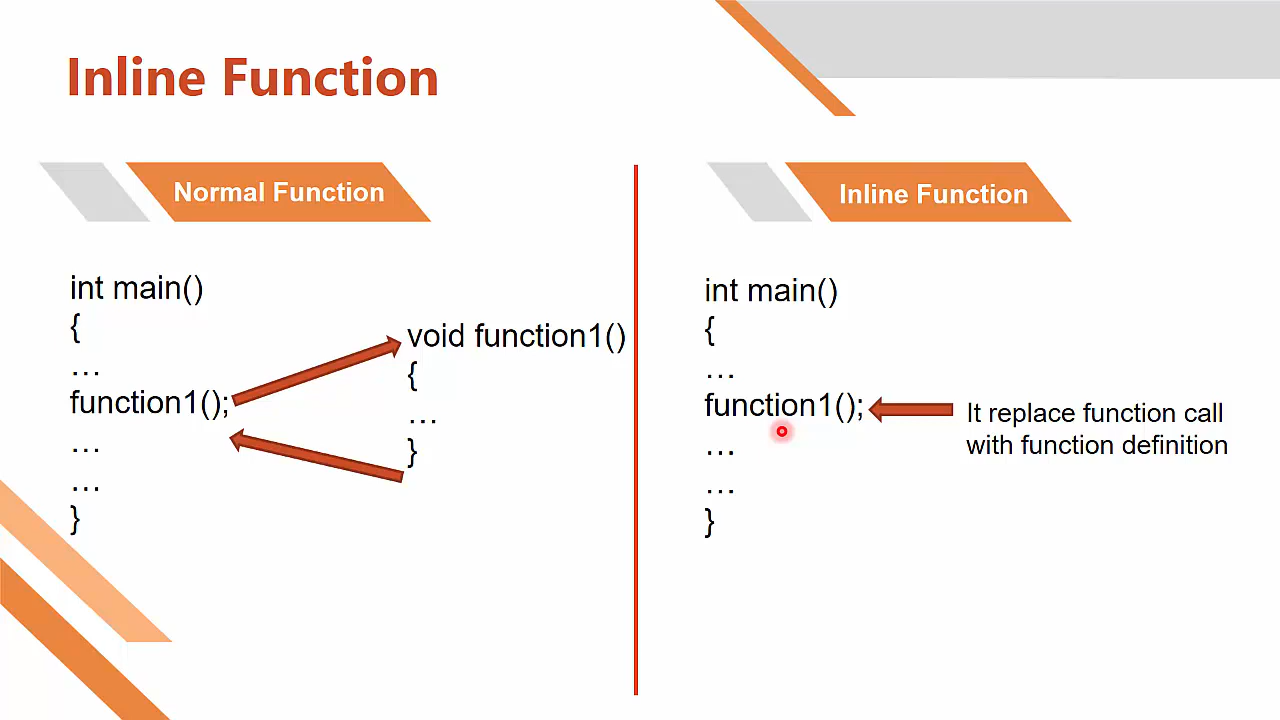 Inline Function
Normal Function
int main()
{
...
function1();
...
...
}
void function1()
{
...
}
Inline Function
int main()
{
...
function1();
...
...
}
It replace function call
with function definition